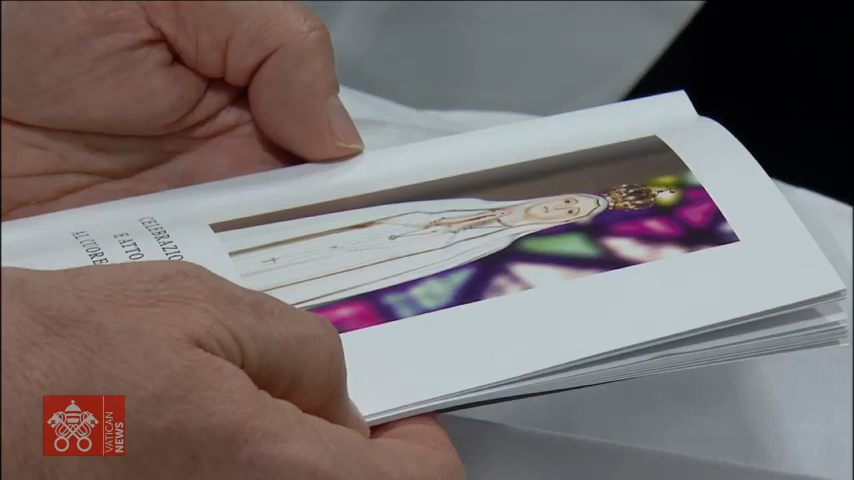 CELEBRAZIO
E ATTO
AL CUORE
VATICAN
NEWS